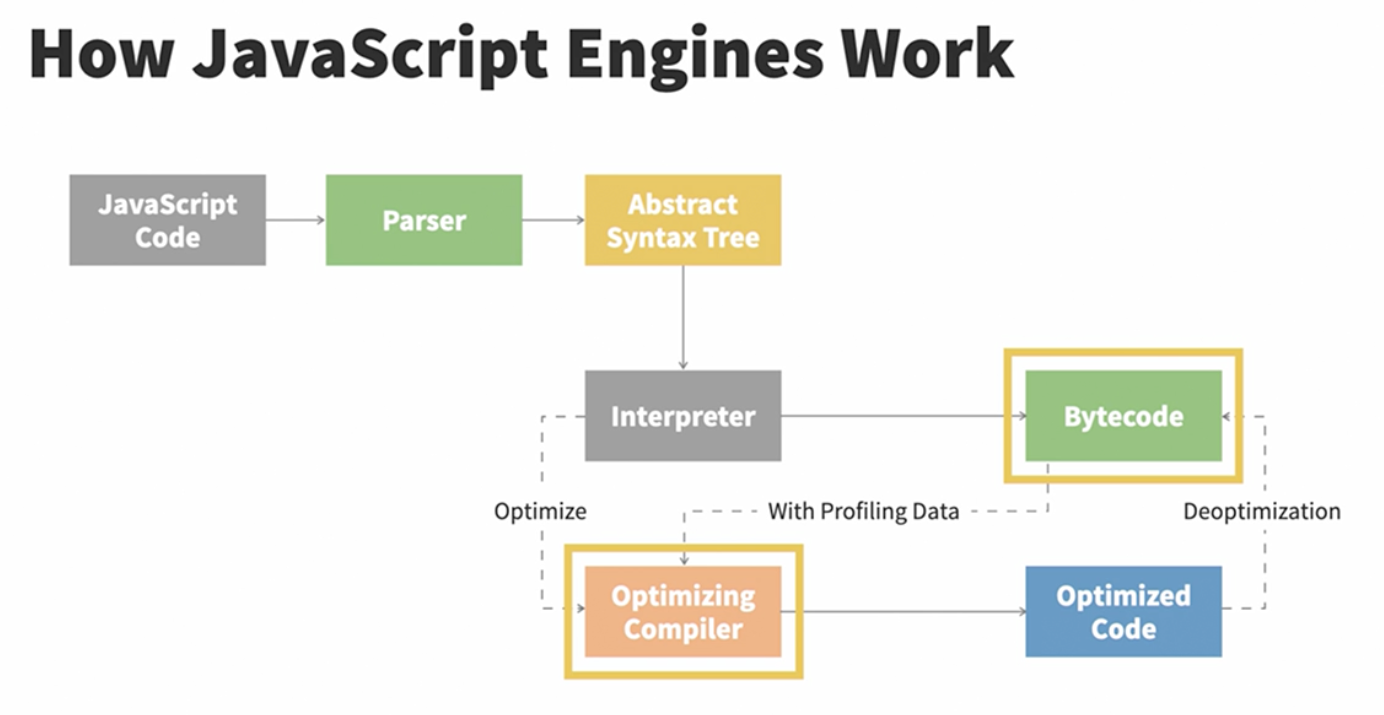 How JavaScript Engines Work
JavaScript
Code
Parser
Abstract
Syntax Tree
Interpreter
Bytecode
Optimize
With Profiling Data
Deoptimization
Optimizing
Compiler
Optimized
Code